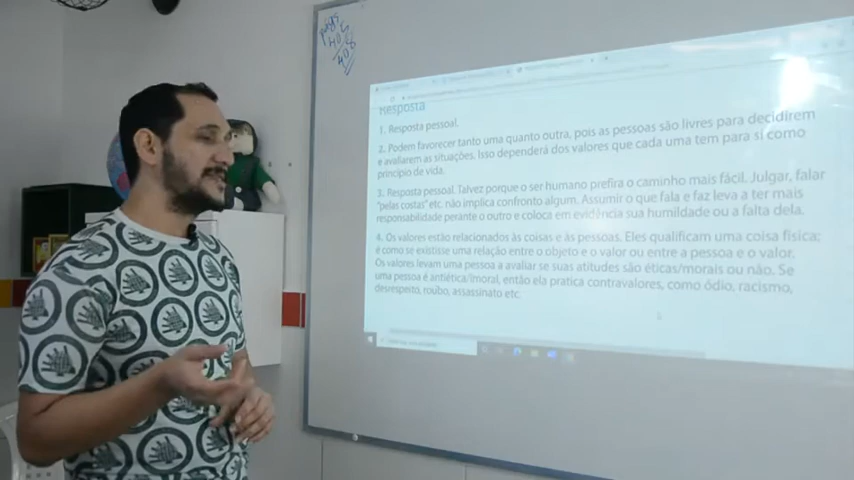 págs
403
408
Resposta
1. Resposta pessoal.
2. Podem favorecer tanto uma quanto outra, pois as pessoas são livres para decidirem
e avaliarem as situações. Isso dependerá dos valores que cada uma tem para si como
princípio de vida.
3. Resposta pessoal. Talvez porque o ser humano prefira o caminho mais fácil. Julgar, falar
"pelas costas" etc. não implica confronto algum. Assumir o que fala e faz leva a ter mais
responsabilidade perante o outro e coloca em evidência sua humildade ou a falta dela.
4. Os valores estão relacionados às coisas e às pessoas. Eles qualificam uma coisa física;
é como se existisse uma relação entre o objeto e o valor ou entre a pessoa e o valor.
Os valores levam uma pessoa a avaliar se suas atitudes são éticas/morais ou não. Se
uma pessoa é antiética/imoral, então ela pratica contravalores, como ódio, racismo,
desrespeito, roubo, assassinato etc.